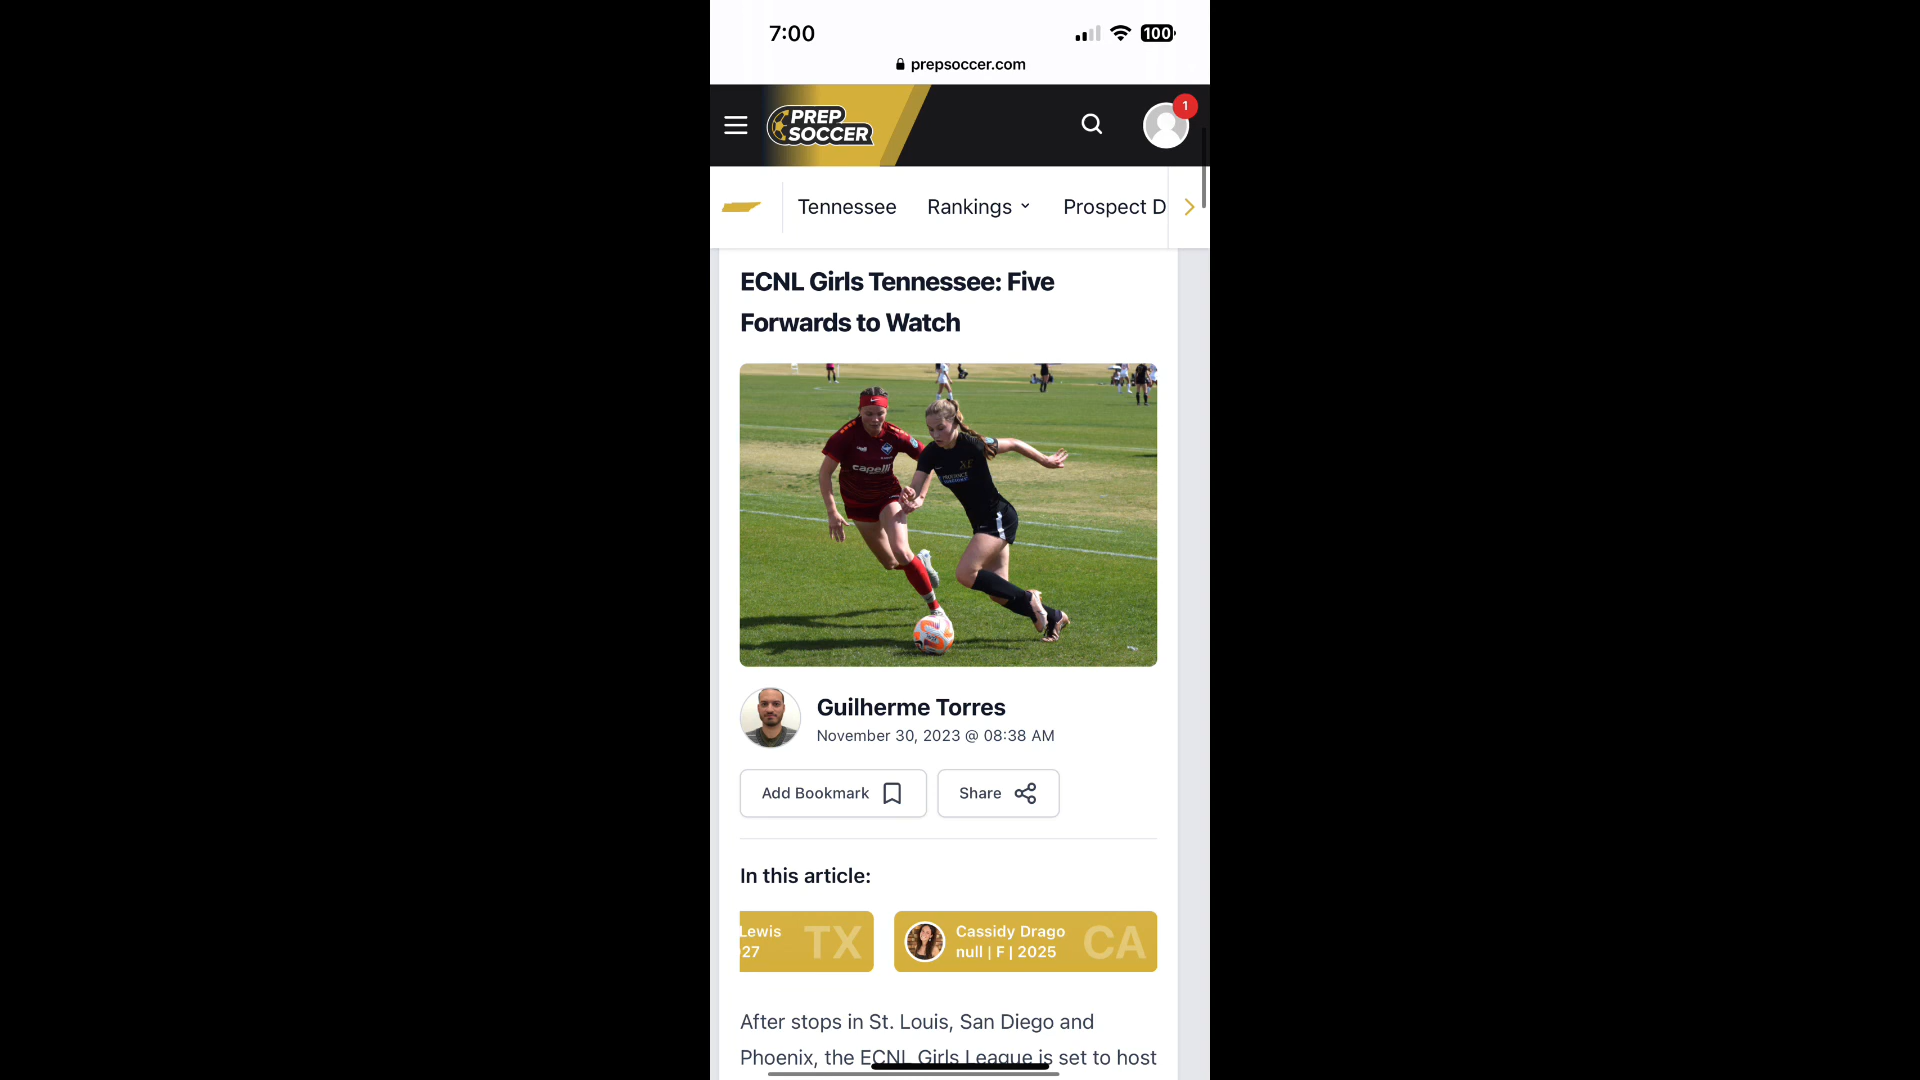 7:00
100
prepsoccer.com
PREP
SOCCER
1
Tennessee
Rankings
Prospect D
ECNL Girls Tennessee: Five
Forwards to Watch
capelli
Guilherme Torres
November 30, 2023 @ 08:38 AM
Add Bookmark
Share
In this article:
Lewis
27
TX
Cassidy Drago
null | F | 2025
CA
After stops in St. Louis, San Diego and
Phoenix, the ECNL Girls League is set to host